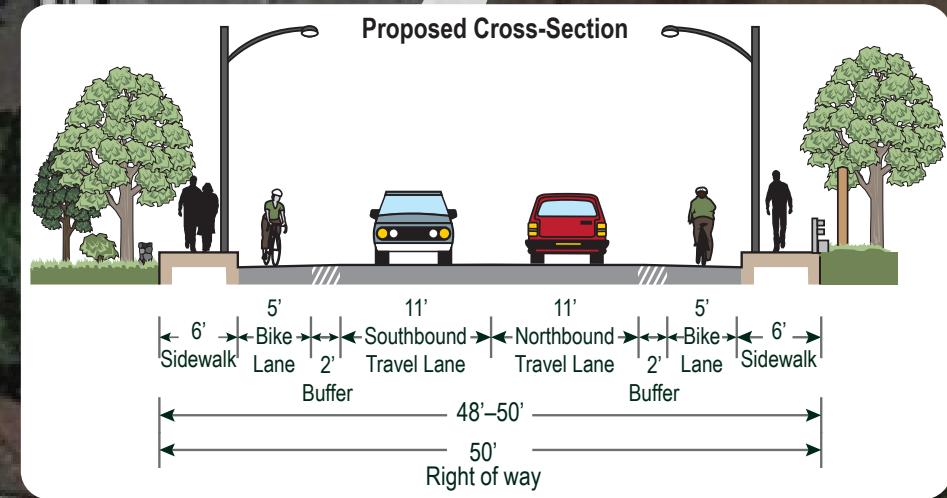 Proposed Cross-Section
6’ Sidewalk
5’ Bike Lane
2’ Buffer
11’ Southbound Travel Lane
11’ Northbound Travel Lane
2’ Buffer
5’ Bike Lane
6’ Sidewalk
48’–50’
50’
Right of way